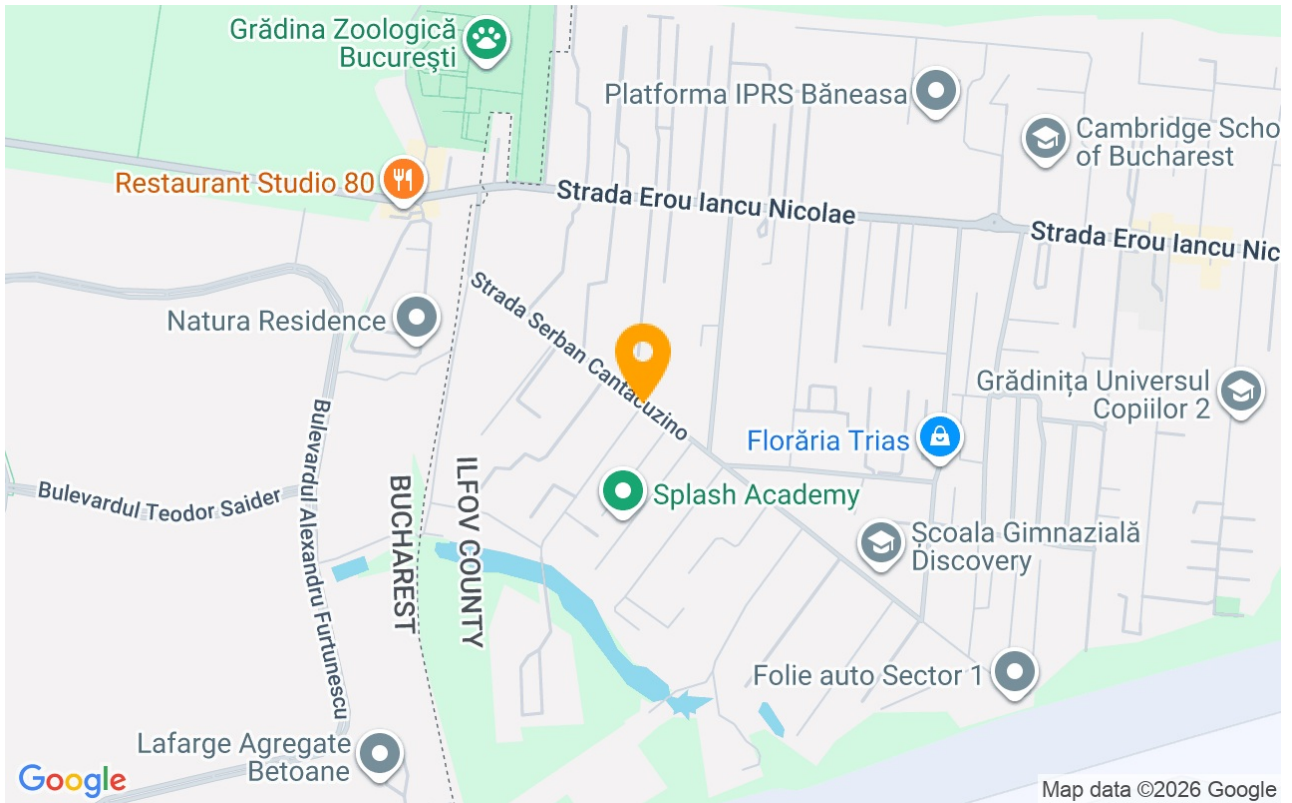 Grădina Zoologică
Bucureşti
Platforma IPRS Băneasa
Cambridge Scho
of Bucharest
Restaurant Studio 80
Strada Erou Iancu Nicolae
Strada Erou Iancu Nic
Strada Serban Cantacuzino
Natura Residence
Grădinița Universul
Copiilor 2
Florăria Trias
Bulevardul Teodor Saider
Bulevardul Alexandru Furtunescu
BUCHAREST
ILFOV COUNTY
Splash Academy
Școala Gimnazială
Discovery
Folie auto Sector 1
Lafarge Agregate
Betoane
Google
Map data ©2026 Google